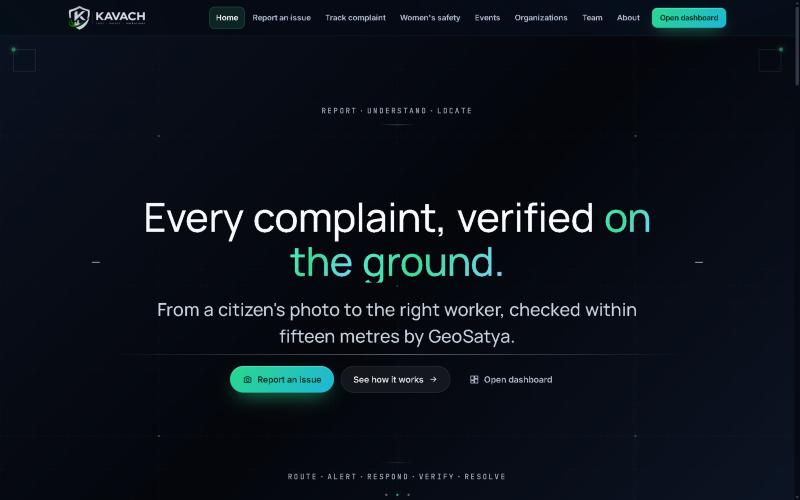 KAVACH
Home Report an issue Track complaint Women's safety Events Organizations Team About Open dashboard
REPORT · UNDERSTAND · LOCATE
Every complaint, verified on
the ground.
From a citizen's photo to the right worker, checked within
fifteen metres by GeoSatya.
Report an issue See how it works → Open dashboard
ROUTE · ALERT · RESPOND · VERIFY · RESOLVE